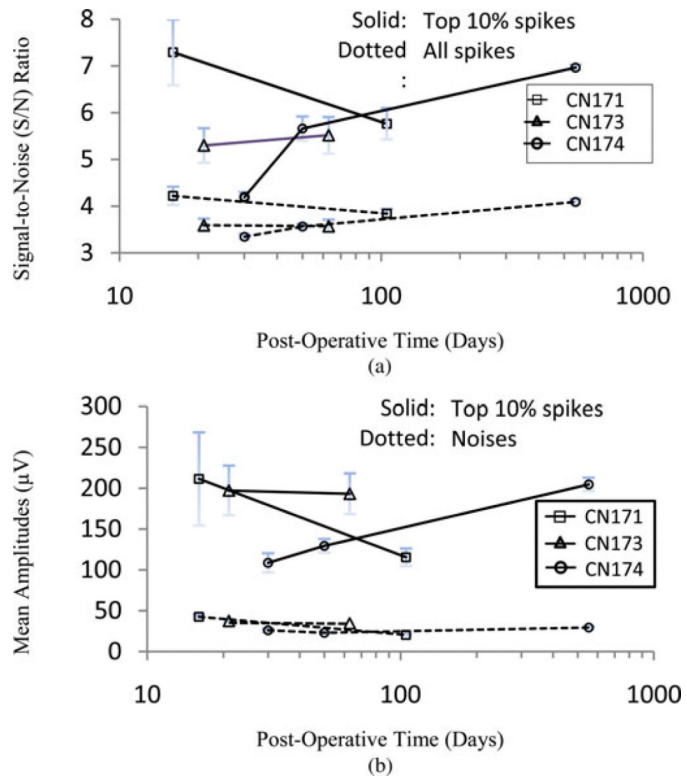 (a)
8
7
6
5
4
3
Signal-to-Noise (S/N) Ratio
Solid: Top 10% spikes
Dotted All spikes
:
CN171
CN173
CN174
10
100
1000
Post-Operative Time (Days)
(a)
300
250
200
150
100
50
0
Mean Amplitudes (µV)
Solid: Top 10% spikes
Dotted: Noises
CN171
CN173
CN174
10
100
1000
Post-Operative Time (Days)
(b)